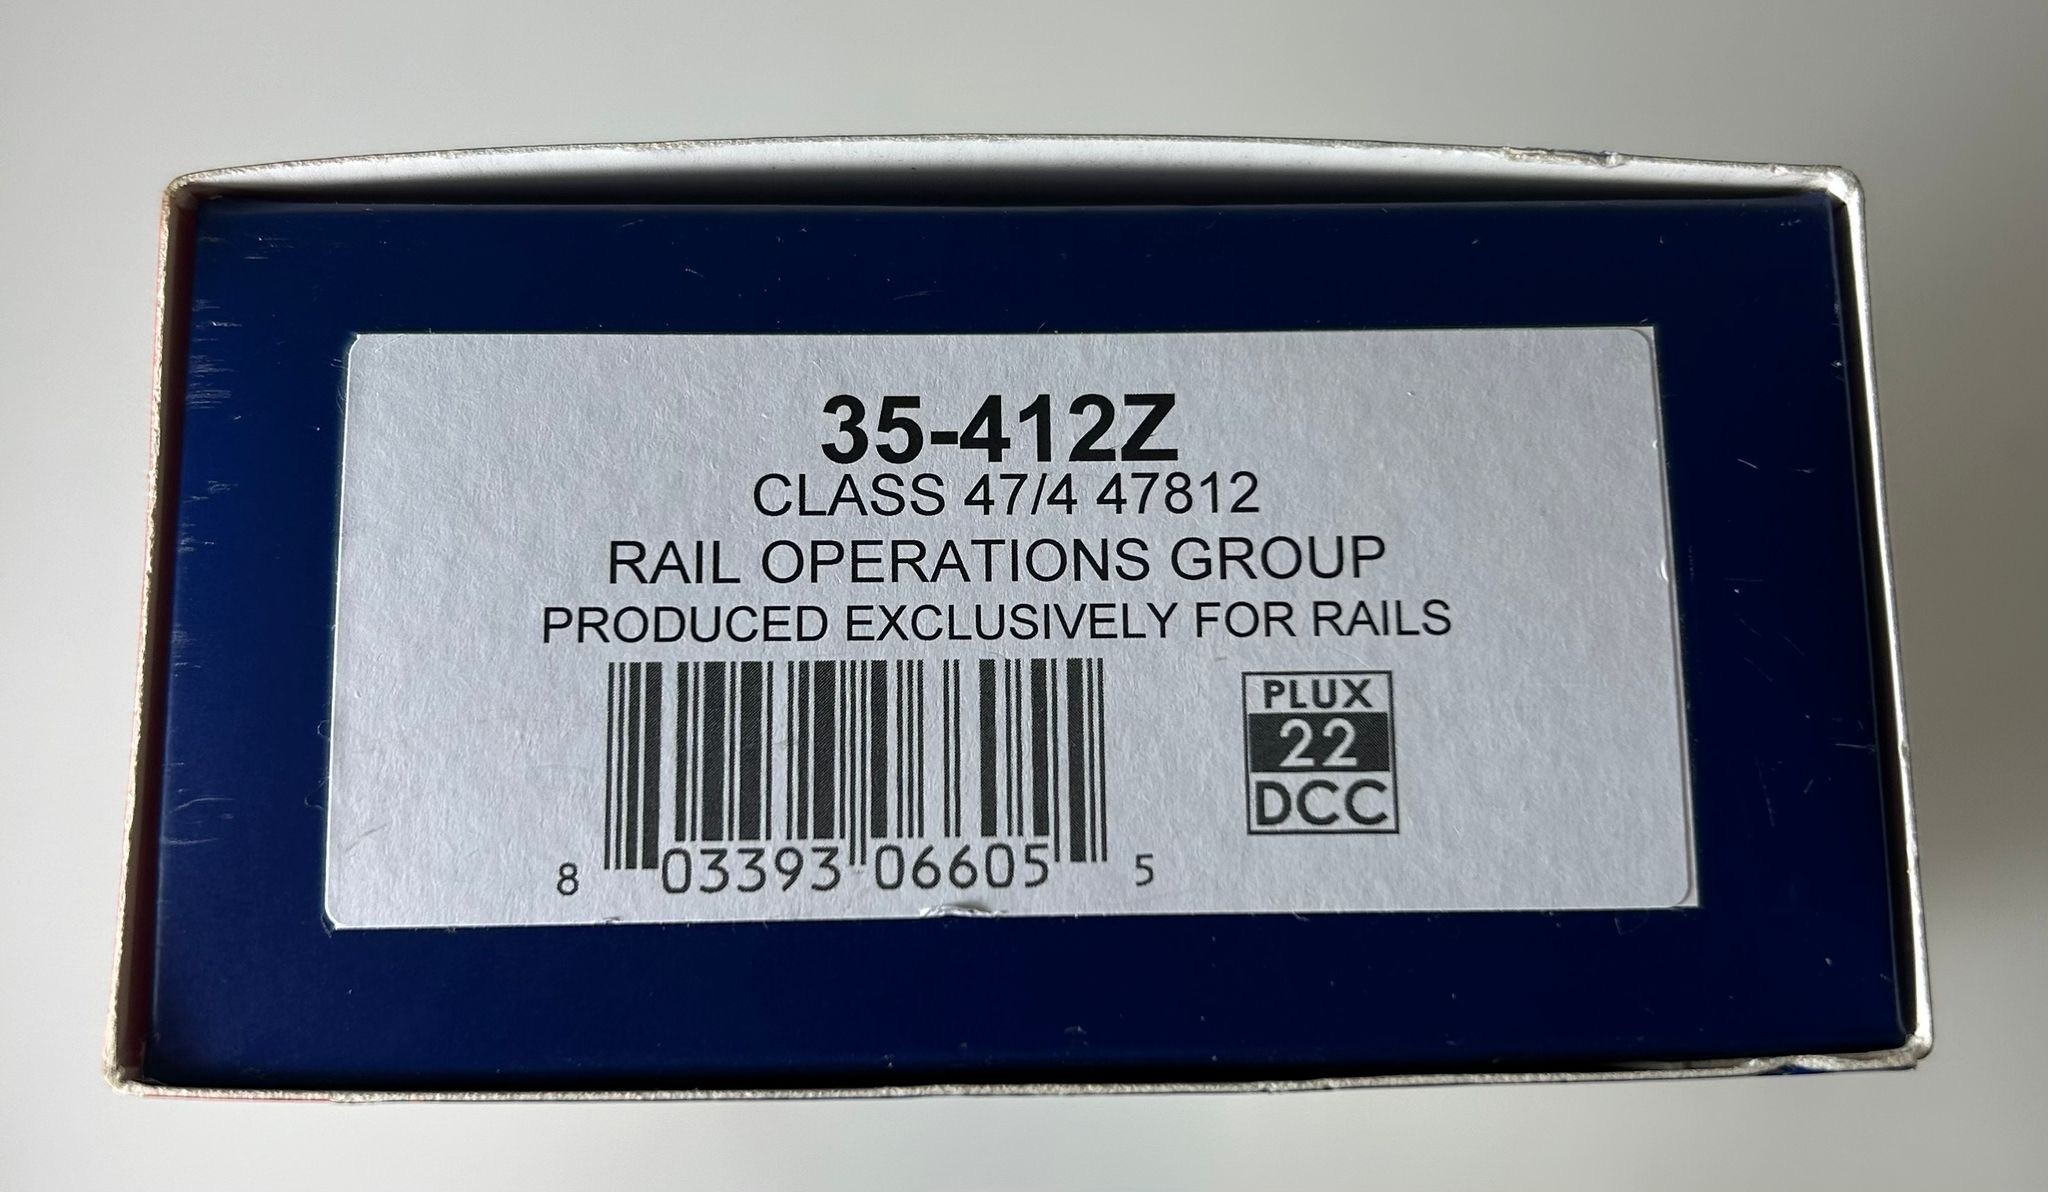 35-412Z
CLASS 47/4 47812
RAIL OPERATIONS GROUP
PRODUCED EXCLUSIVELY FOR RAILS
PLUX
22
DCC
8 03393 06605 5